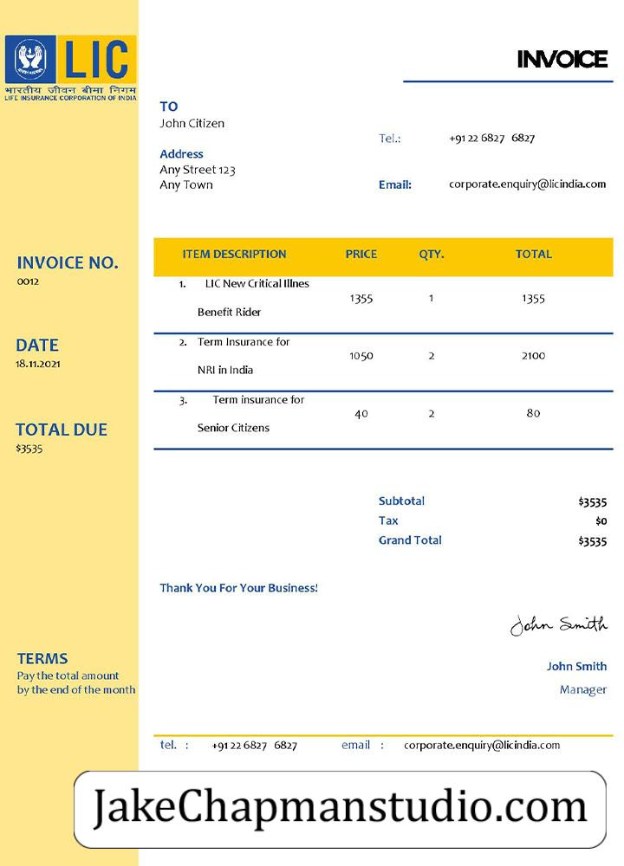 LIC
भारतीय जीवन बीमा निगम
LIFE INSURANCE CORPORATION OF INDIA
INVOICE
TO
John Citizen
Address
Any Street 123
Any Town
Tel.: +91 22 6827 6827
Email: corporate.enquiry@licindia.com
INVOICE NO.
0012
DATE
18.11.2021
TOTAL DUE
$3535
ITEM DESCRIPTION PRICE QTY. TOTAL
1. LIC New Critical Illnes
Benefit Rider
1355 1 1355
2. Term Insurance for
NRI in India
1050 2 2100
3. Term insurance for
Senior Citizens
40 2 80
Subtotal $3535
Tax $0
Grand Total $3535
Thank You For Your Business!
John Smith
John Smith
Manager
TERMS
Pay the total amount
by the end of the month
tel. : +91 22 6827 6827 email : corporate.enquiry@licindia.com
JakeChapmanstudio.com